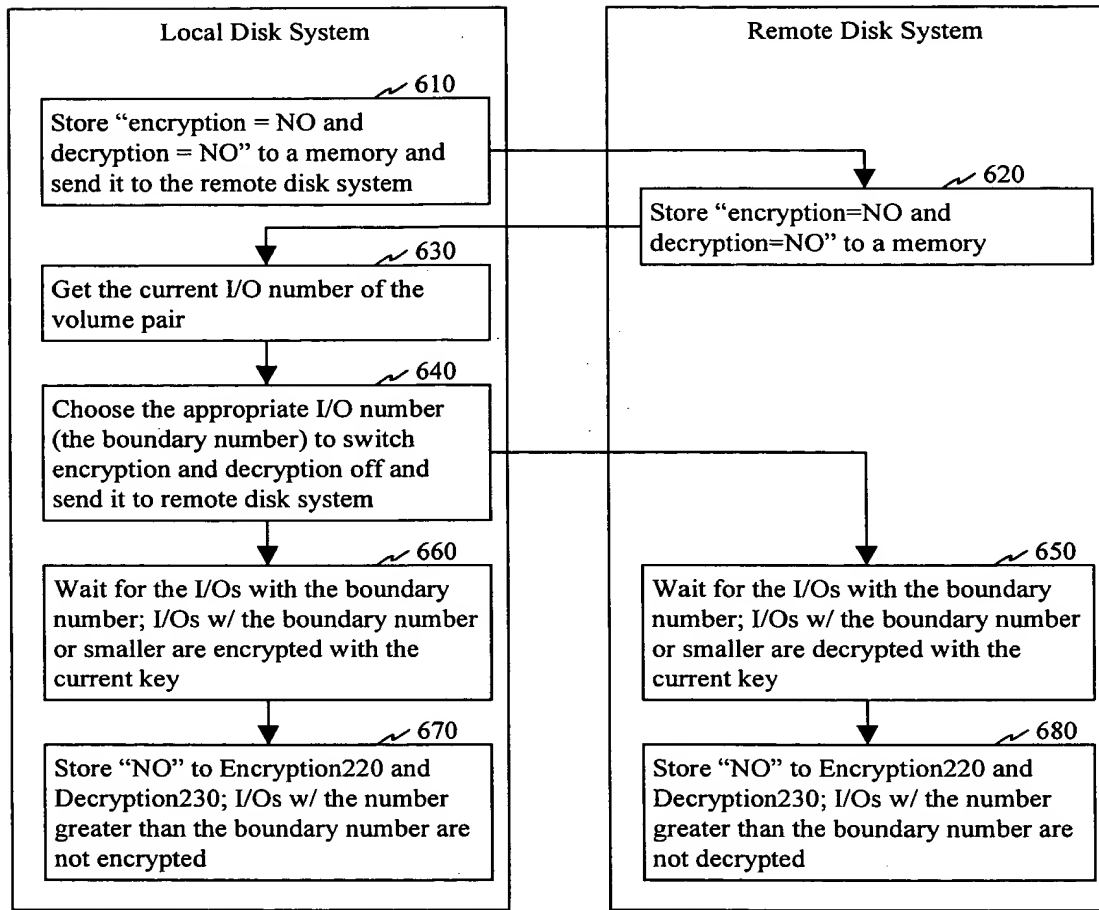 Local Disk System
Remote Disk System
610
Store “encryption = NO and
decryption = NO” to a memory and
send it to the remote disk system
620
Store “encryption=NO and
decryption=NO” to a memory
630
Get the current I/O number of the
volume pair
640
Choose the appropriate I/O number
(the boundary number) to switch
encryption and decryption off and
send it to remote disk system
660
Wait for the I/Os with the boundary
number; I/Os w/ the boundary number
or smaller are encrypted with the
current key
650
Wait for the I/Os with the boundary
number; I/Os w/ the boundary number
or smaller are decrypted with the
current key
670
Store “NO” to Encryption220 and
Decryption230; I/Os w/ the number
greater than the boundary number are
not encrypted
680
Store “NO” to Encryption220 and
Decryption230; I/Os w/ the number
greater than the boundary number are
not decrypted